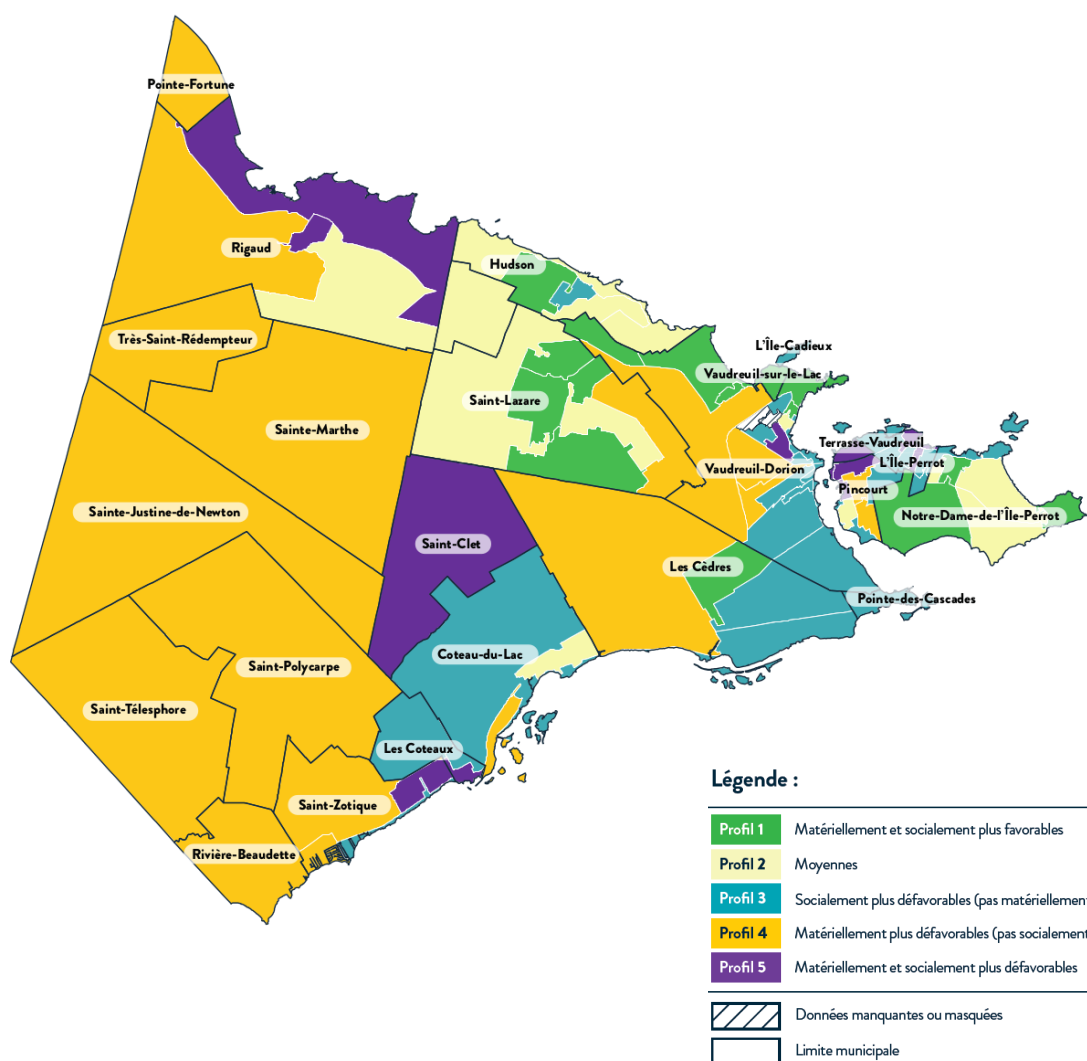 Pointe-Fortune
Rigaud
Hudson
Très-Saint-Rédempteur
L'Île-Cadieux
Vaudreuil-sur-le-Lac
Saint-Lazare
Sainte-Marthe
Terrasse-Vaudreuil
L'Île-Perrot
Vaudreuil-Dorion
Pincourt
Sainte-Justine-de-Newton
Notre-Dame-de-l'Île-Perrot
Saint-Clet
Les Cèdres
Pointe-des-Cascades
Coteau-du-Lac
Saint-Polycarpe
Saint-Télesphore
Les Coteaux
Saint-Zotique
Rivière-Beaudette
Légende :
Profil 1 Matériellement et socialement plus favorables
Profil 2 Moyennes
Profil 3 Socialement plus défavorables (pas matériellement
Profil 4 Matériellement plus défavorables (pas socialement
Profil 5 Matériellement et socialement plus défavorables
Données manquantes ou masquées
Limite municipale